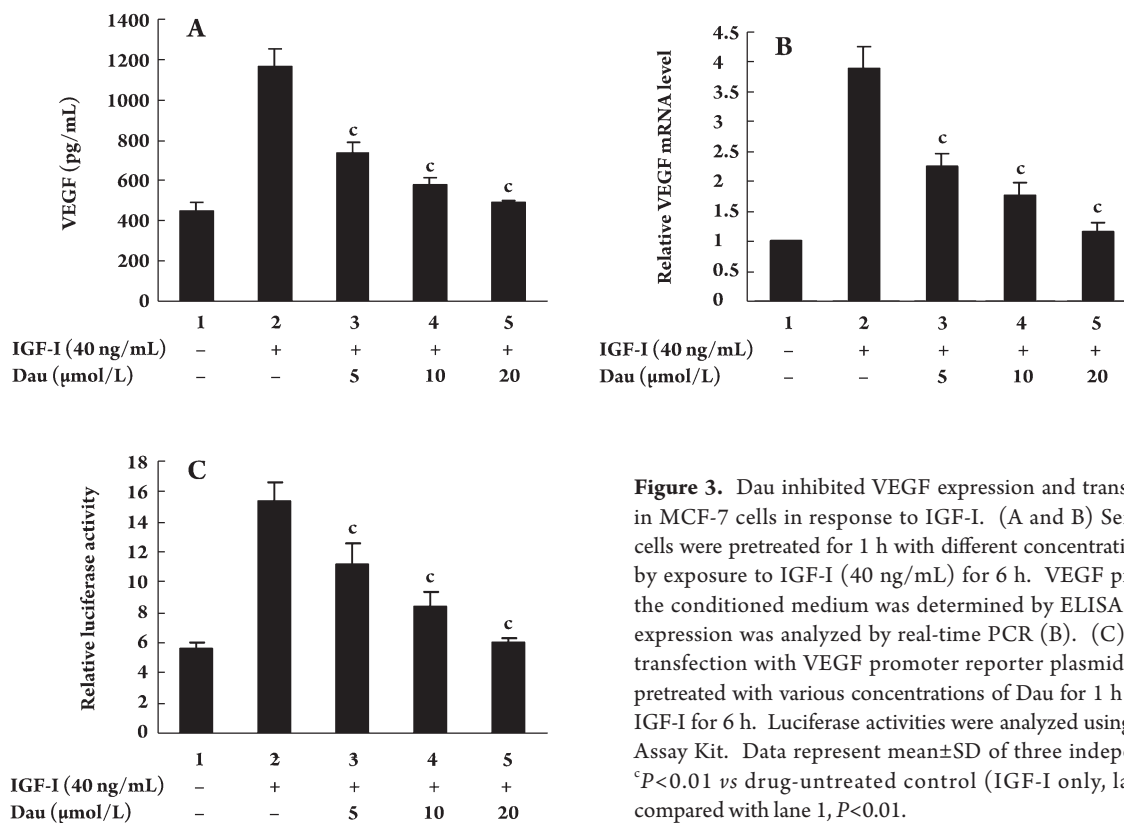 A
1400
1200
1000
800
600
400
200
0
VEGF (pg/mL)
c
c
c
1 2 3 4 5
IGF-I (40 ng/mL) – + + + +
Dau (μmol/L) – – 5 10 20
B
4.5
4
3.5
3
2.5
2
1.5
1
0.5
0
Relative VEGF mRNA level
c
c
c
1 2 3 4 5
IGF-I (40 ng/mL) – + + + +
Dau (μmol/L) – – 5 10 20
C
18
16
14
12
10
8
6
4
2
0
Relative luciferase activity
c
c
c
1 2 3 4 5
IGF-I (40 ng/mL) – + + + +
Dau (μmol/L) – – 5 10 20
Figure 3. Dau inhibited VEGF expression and trans
in MCF-7 cells in response to IGF-I. (A and B) Se
cells were pretreated for 1 h with different concentrati
by exposure to IGF-I (40 ng/mL) for 6 h. VEGF p
the conditioned medium was determined by ELISA
expression was analyzed by real-time PCR (B). (C)
transfection with VEGF promoter reporter plasmid
pretreated with various concentrations of Dau for 1 h
IGF-I for 6 h. Luciferase activities were analyzed using
Assay Kit. Data represent mean±SD of three indepe
cP<0.01 vs drug-untreated control (IGF-I only, la
compared with lane 1, P<0.01.